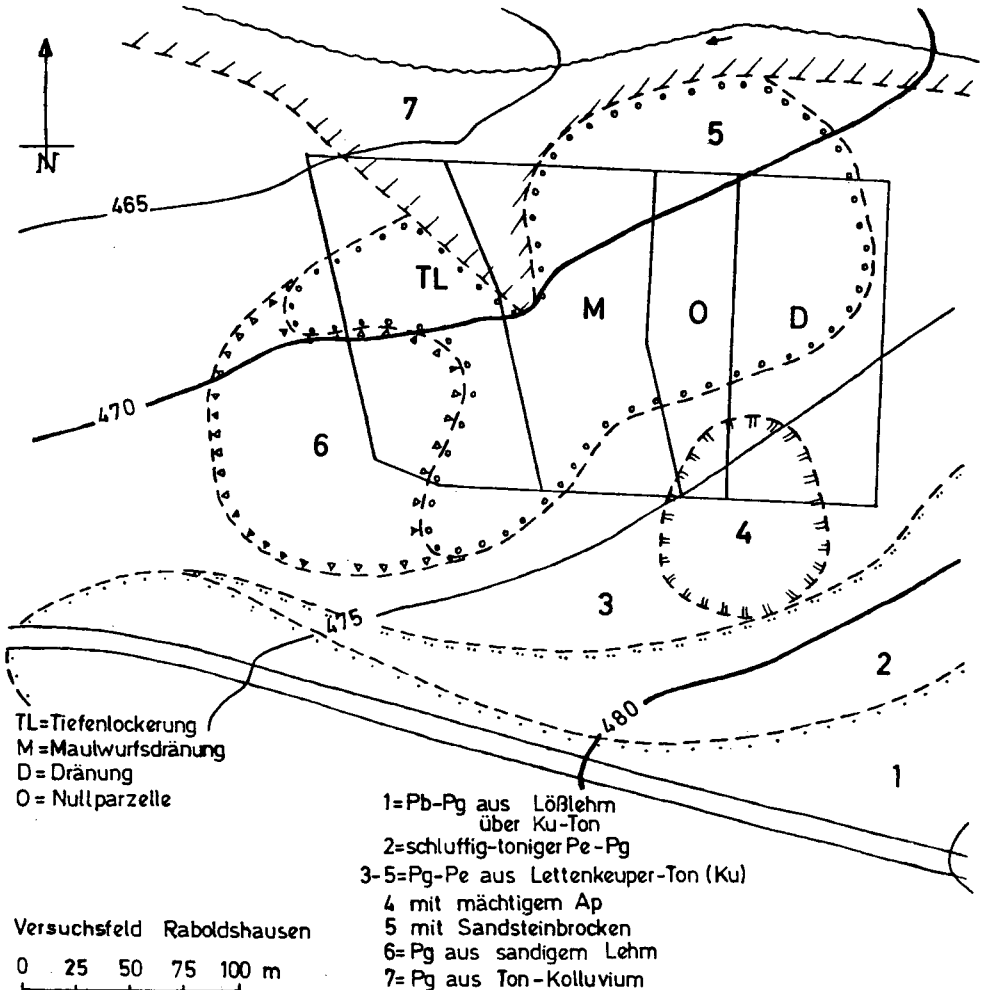 7
5
N
465
TL
M
O
D
470
6
4
3
475
2
480
1
TL=Tiefenlockerung
M=Maulwurfsdränung
D=Dränung
O=Nullparzelle
1=Pb-Pg aus Lößlehm
über Ku-Ton
2=schluffig-toniger Pe-Pg
3-5=Pg-Pe aus Lettenkeuper-Ton (Ku)
4 mit mächtigem Ap
5 mit Sandsteinbrocken
6=Pg aus sandigem Lehm
7=Pg aus Ton-Kolluvium
Versuchsfeld Raboldshausen
0 25 50 75 100 m